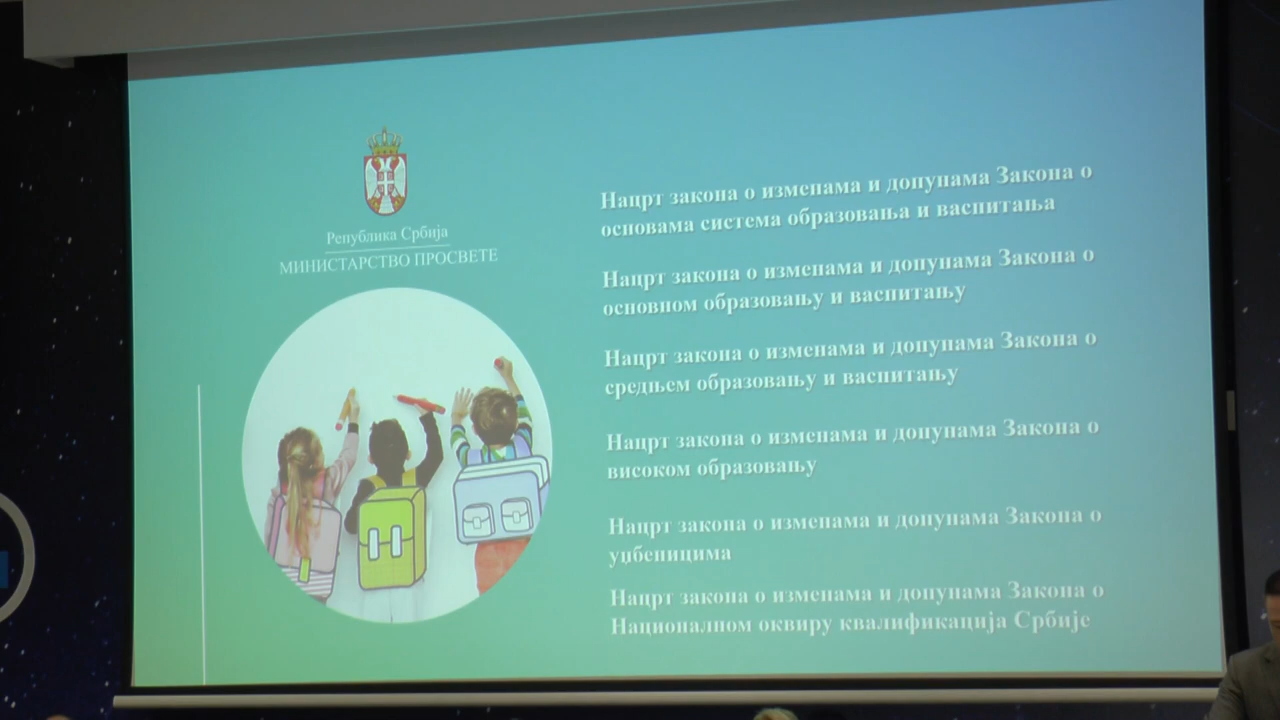 Република Србија
МИНИСТАРСТВО ПРОСВЕТЕ
Нацрт закона о изменама и допунама Закона о
основама система образовања и васпитања
Нацрт закона о изменама и допунама Закона о
основном образовању и васпитању
Нацрт закона о изменама и допунама Закона о
средњем образовању и васпитању
Нацрт закона о изменама и допунама Закона о
високом образовању
Нацрт закона о изменама и допунама Закона о
уџбеницима
Нацрт закона о изменама и допунама Закона о
Националном оквиру квалификација Србије